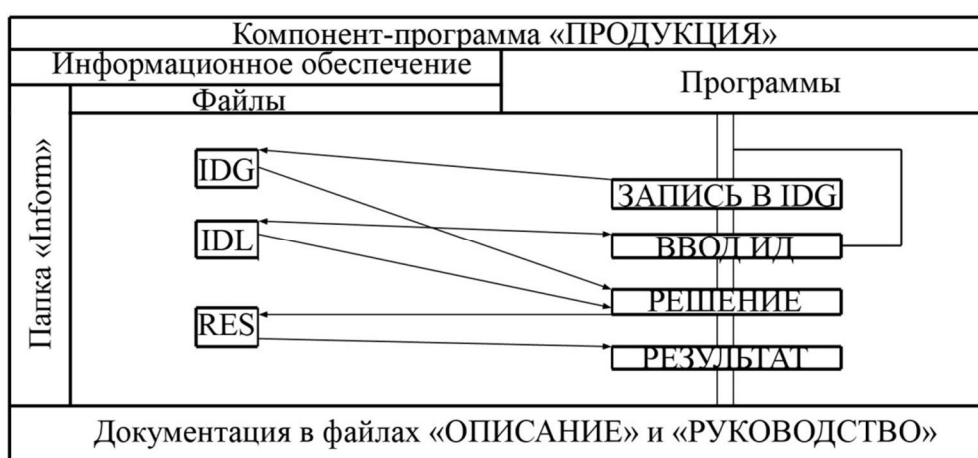 Компонент-программа «ПРОДУКЦИЯ»
Информационное обеспечение
Программы
Файлы
Папка «Inform»
IDG
ЗАПИСЬ В IDG
IDL
ВВОД ИД
РЕШЕНИЕ
RES
РЕЗУЛЬТАТ
Документация в файлах «ОПИСАНИЕ» и «РУКОВОДСТВО»